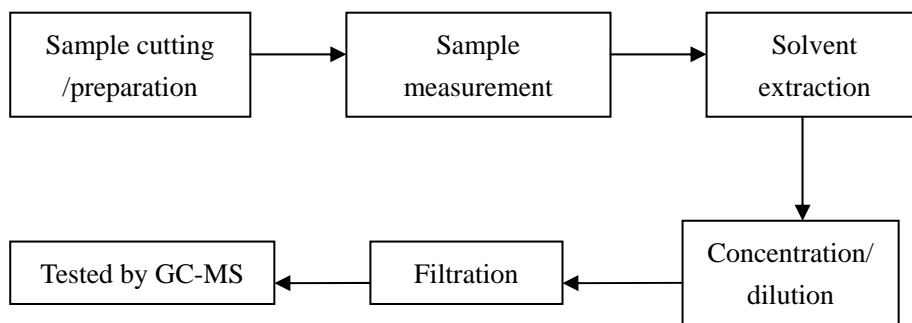 Sample cutting
/preparation
Sample
measurement
Solvent
extraction
Concentration/
dilution
Filtration
Tested by GC-MS